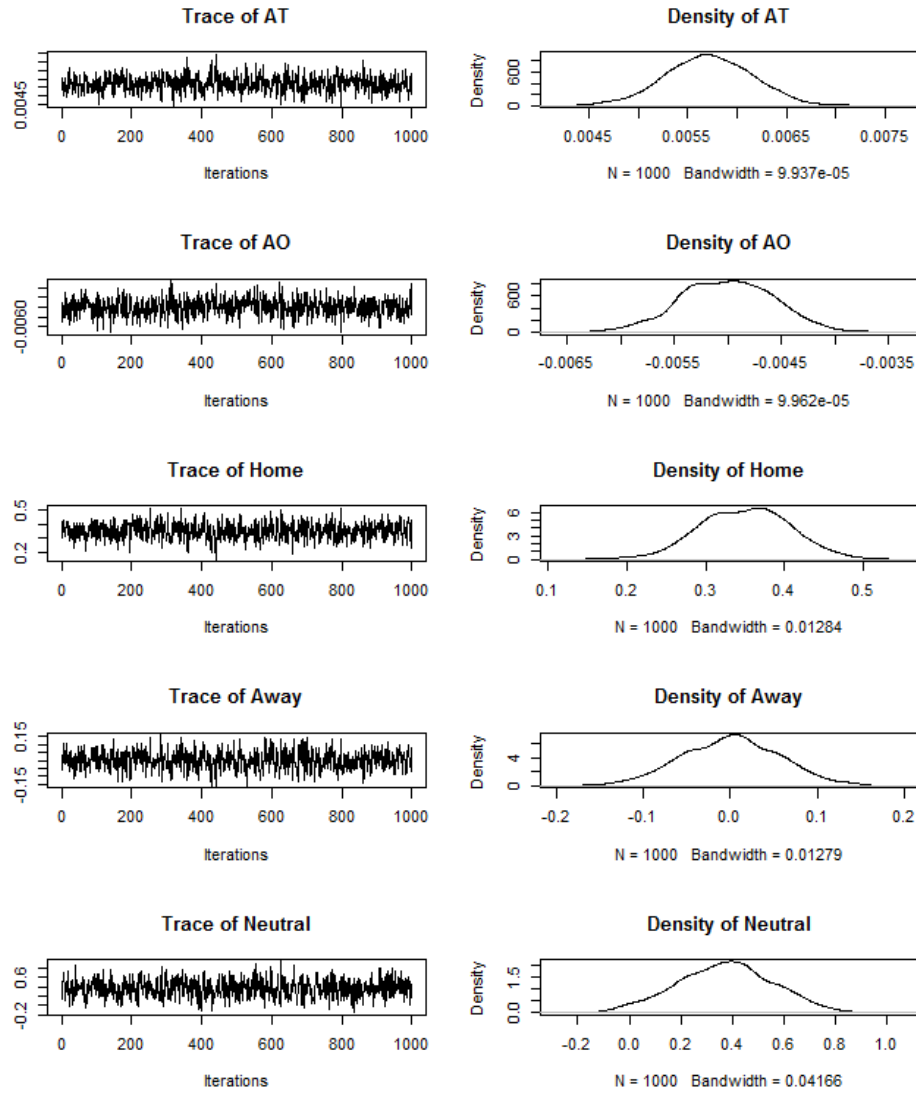 Trace of AT
0.0045
0 200 400 600 800 1000
Iterations
Density of AT
Density
0 600
0.0045 0.0055 0.0065 0.0075
N = 1000 Bandwidth = 9.937e-05
Trace of AO
-0.0060
0 200 400 600 800 1000
Iterations
Density of AO
Density
0 600
-0.0065 -0.0055 -0.0045 -0.0035
N = 1000 Bandwidth = 9.962e-05
Trace of Home
0.2 0.5
0 200 400 600 800 1000
Iterations
Density of Home
Density
0 3 6
0.1 0.2 0.3 0.4 0.5
N = 1000 Bandwidth = 0.01284
Trace of Away
-0.15 0.15
0 200 400 600 800 1000
Iterations
Density of Away
Density
0 4
-0.2 -0.1 0.0 0.1 0.2
N = 1000 Bandwidth = 0.01279
Trace of Neutral
-0.2 0.6
0 200 400 600 800 1000
Iterations
Density of Neutral
Density
0.0 1.5
-0.2 0.0 0.2 0.4 0.6 0.8 1.0
N = 1000 Bandwidth = 0.04166